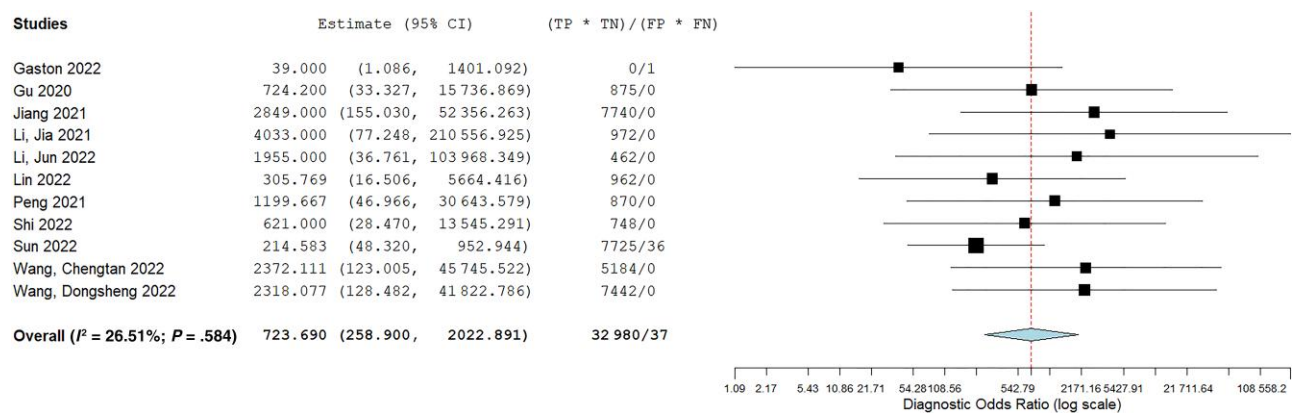 Studies Estimate (95% CI) (TP * TN)/(FP * FN)
Gaston 2022 39.000 (1.086, 1401.092) 0/1
Gu 2020 724.200 (33.327, 15 736.869) 875/0
Jiang 2021 2849.000 (155.030, 52 356.263) 7740/0
Li, Jia 2021 4033.000 (77.248, 210 556.925) 972/0
Li, Jun 2022 1955.000 (36.761, 103 968.349) 462/0
Lin 2022 305.769 (16.506, 5664.416) 962/0
Peng 2021 1199.667 (46.966, 30 643.579) 870/0
Shi 2022 621.000 (28.470, 13 545.291) 748/0
Sun 2022 214.583 (48.320, 952.944) 7725/36
Wang, Chengtan 2022 2372.111 (123.005, 45 745.522) 5184/0
Wang, Dongsheng 2022 2318.077 (128.482, 41 822.786) 7442/0
Overall (I² = 26.51%; P = .584) 723.690 (258.900, 2022.891) 32 980/37
1.09 2.17 5.43 10.86 21.71 54.28 108.56 542.79 2171.16 5427.91 21 711.64 108 558.2
Diagnostic Odds Ratio (log scale)